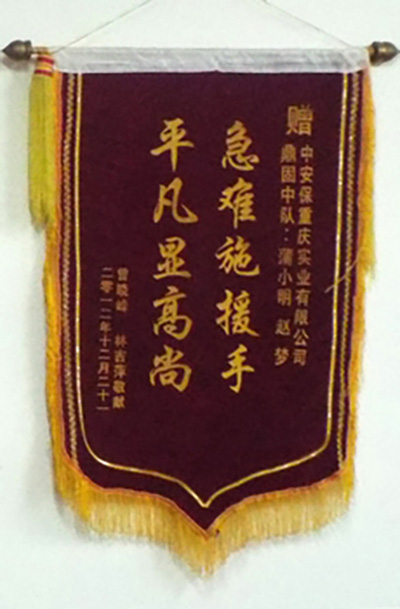 赠
中安保重庆实业有限公司
鼎固中队：蒲小明 赵梦
急难施援手
平凡显高尚
曾晓峰 林吉萍敬献
二零一二年十二月二十一